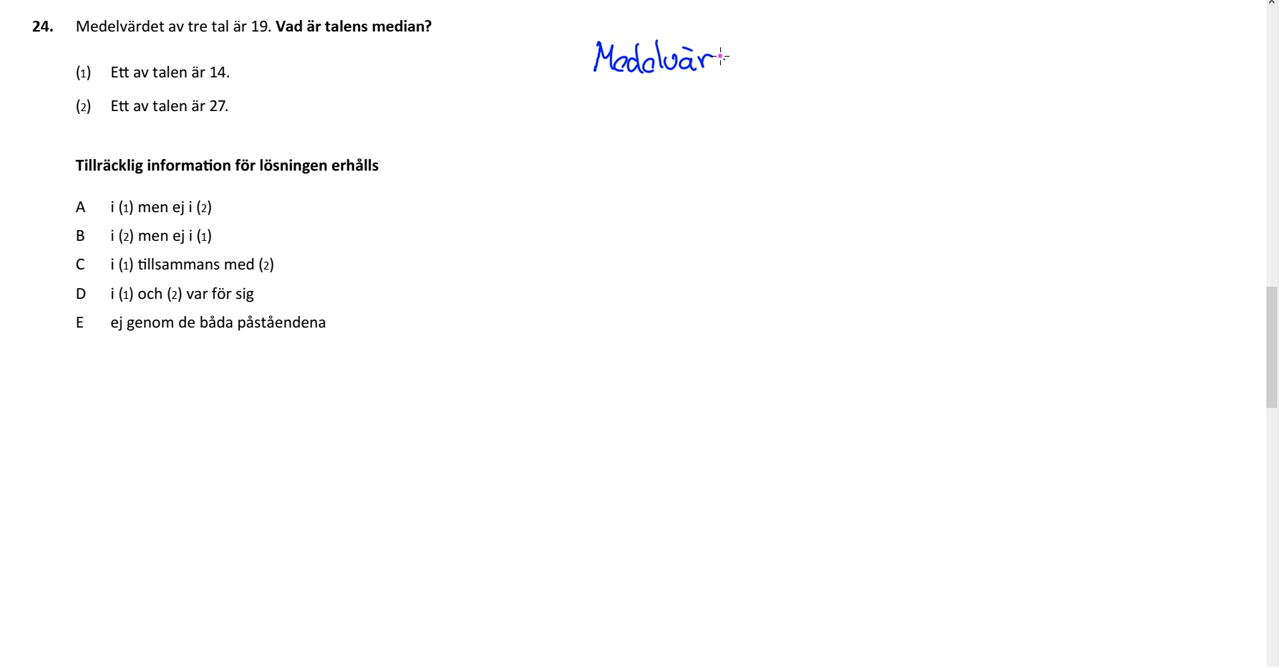 24. Medelvärdet av tre tal är 19. Vad är talens median?
Medelvär
(1) Ett av talen är 14.
(2) Ett av talen är 27.
Tillräcklig information för lösningen erhålls
A i (1) men ej i (2)
B i (2) men ej i (1)
C i (1) tillsammans med (2)
D i (1) och (2) var för sig
E ej genom de båda påståendena